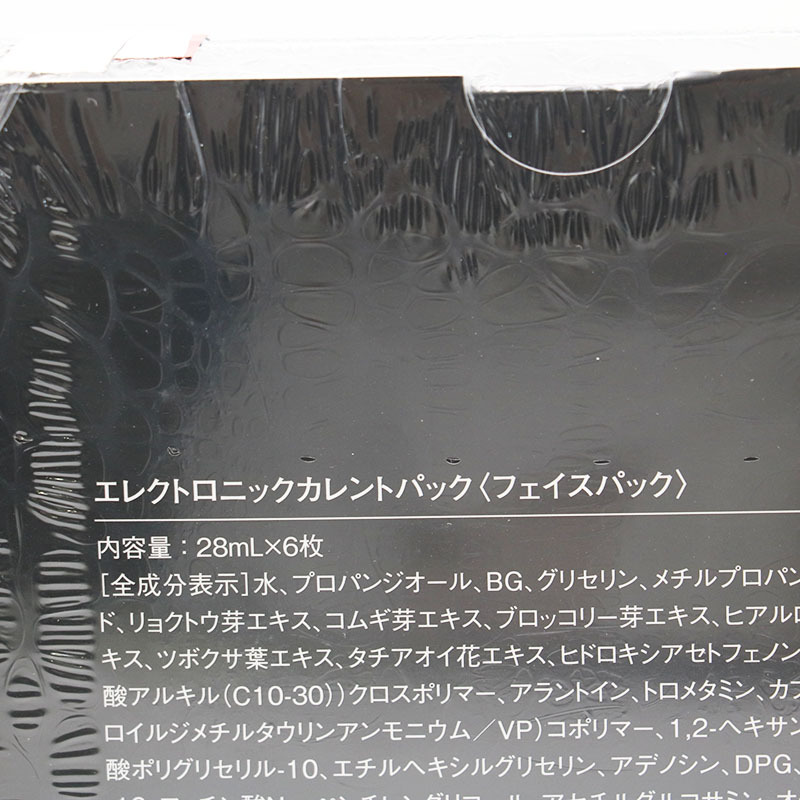 エレクトロニックカレントパック〈フェイスパック〉
内容量：28mL×6枚
［全成分表示］水、プロパンジオール、BG、グリセリン、メチルプロパン
ド、リョクトウ芽エキス、コムギ芽エキス、ブロッコリー芽エキス、ヒアルロ
キス、ツボクサ葉エキス、タチアオイ花エキス、ヒドロキシアセトフェノン
酸アルキル（C10-30））クロスポリマー、アラントイン、トロメタミン、カプ
ロイルジメチルタウリンアンモニウム／VP）コポリマー、1,2-ヘキサン
酸ポリグリセリル-10、エチルヘキシルグリセリン、アデノシン、DPG、